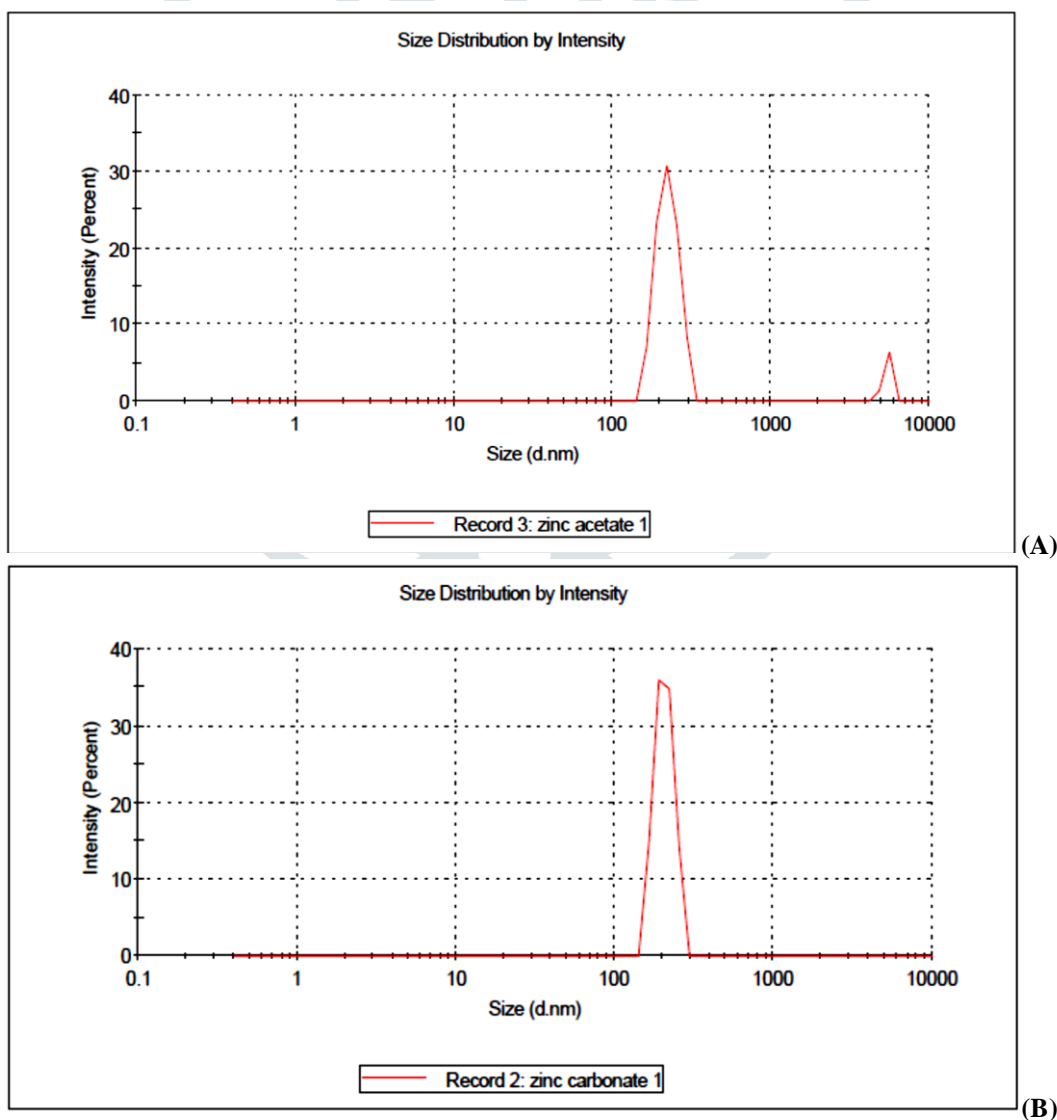 Size Distribution by Intensity
40
30
20
10
0
Intensity (Percent)
0.1 1 10 100 1000 10000
Size (d.nm)
Record 3: zinc acetate 1
(A)
Size Distribution by Intensity
40
30
20
10
0
Intensity (Percent)
0.1 1 10 100 1000 10000
Size (d.nm)
Record 2: zinc carbonate 1
(B)